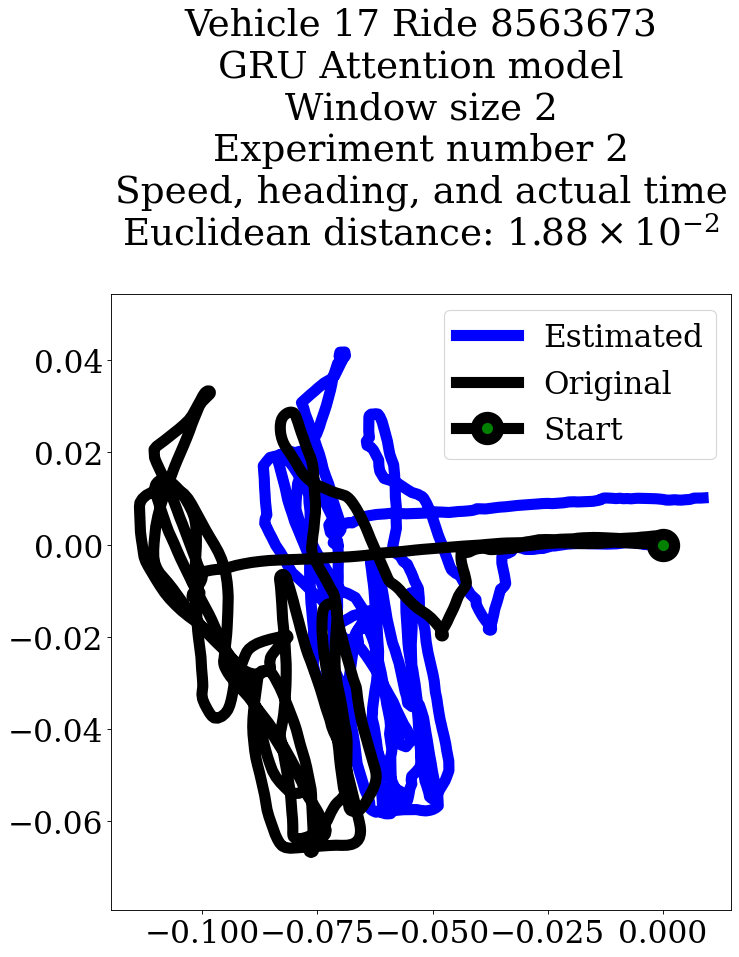 Vehicle 17 Ride 8563673
GRU Attention model
Window size 2
Experiment number 2
Speed, heading, and actual time
Euclidean distance: 1.88 × 10⁻²
Estimated
Original
Start
0.04
0.02
0.00
−0.02
−0.04
−0.06
−0.100
−0.075
−0.050
−0.025
0.000